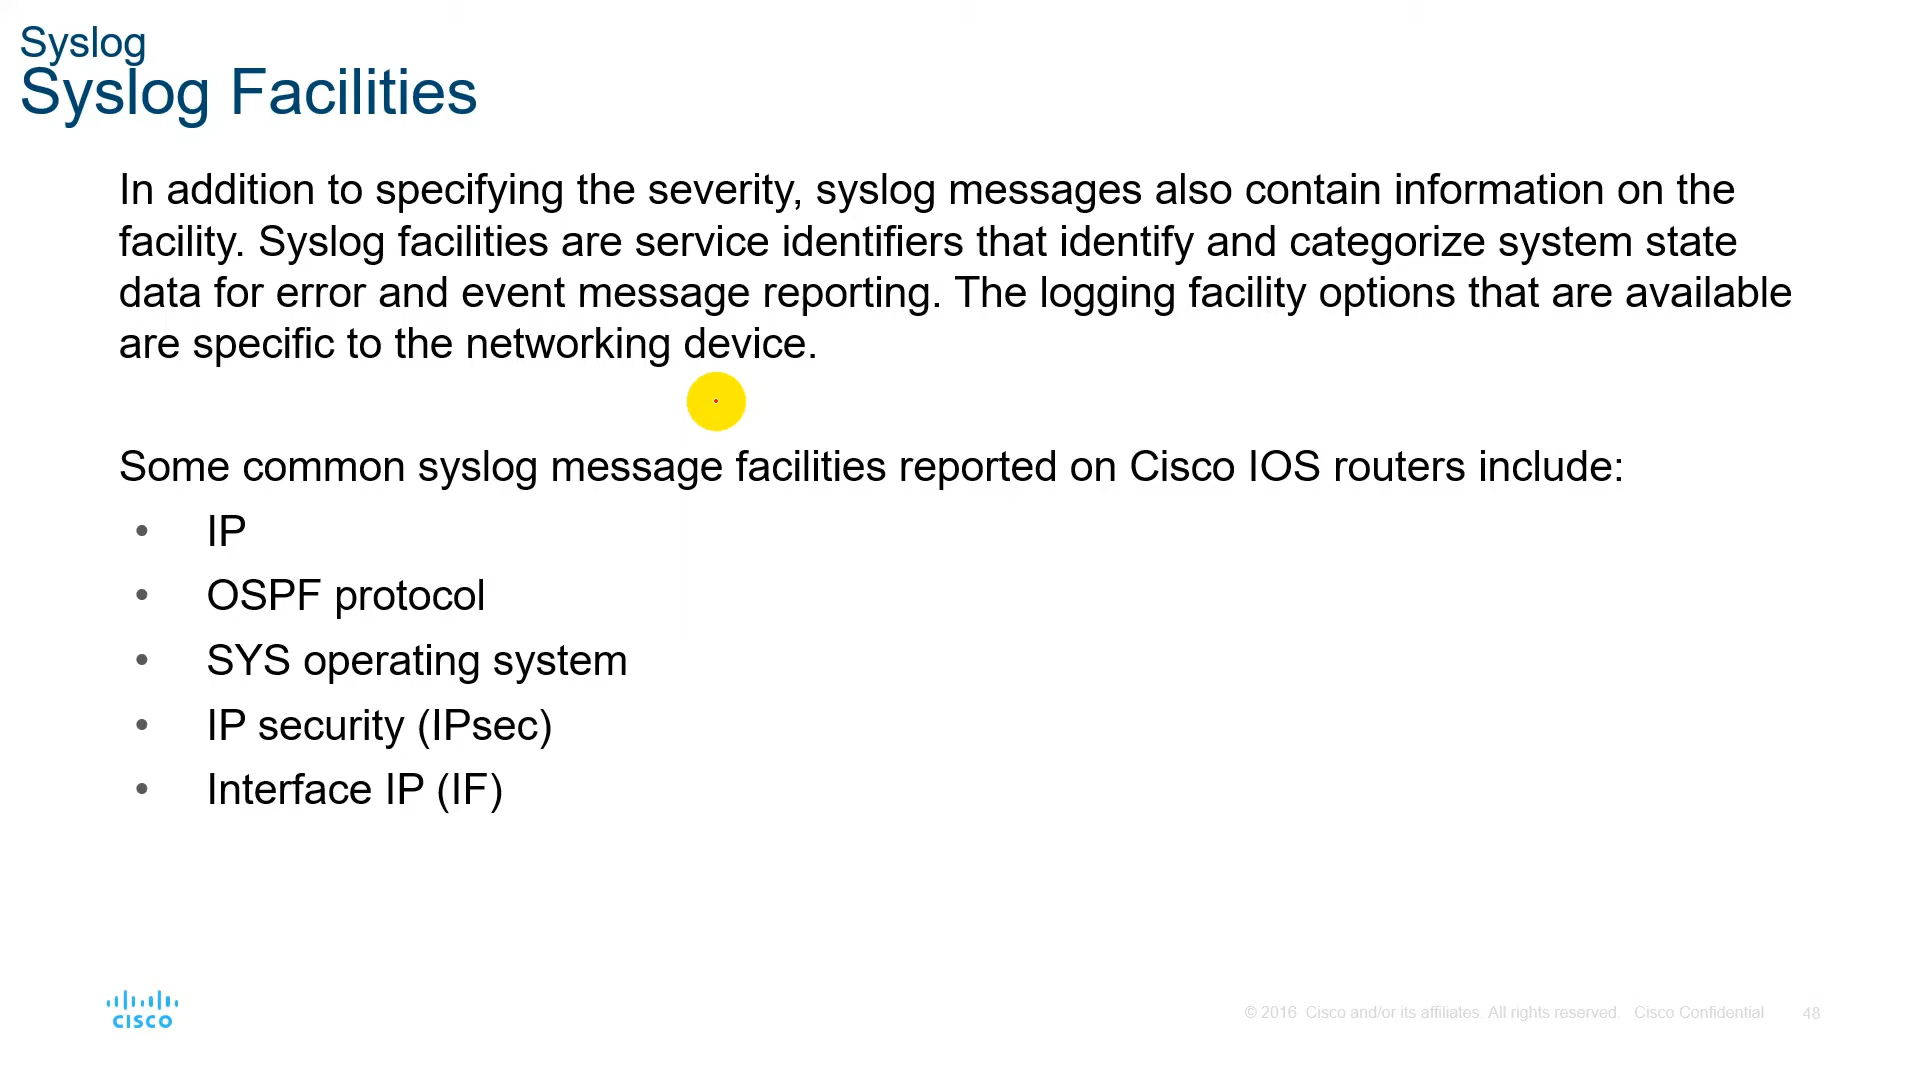 Syslog
Syslog Facilities
In addition to specifying the severity, syslog messages also contain information on the
facility. Syslog facilities are service identifiers that identify and categorize system state
data for error and event message reporting. The logging facility options that are available
are specific to the networking device.
Some common syslog message facilities reported on Cisco IOS routers include:
• IP
• OSPF protocol
• SYS operating system
• IP security (IPsec)
• Interface IP (IF)
CISCO
© 2016 Cisco and/or its affiliates. All rights reserved. Cisco Confidential 48